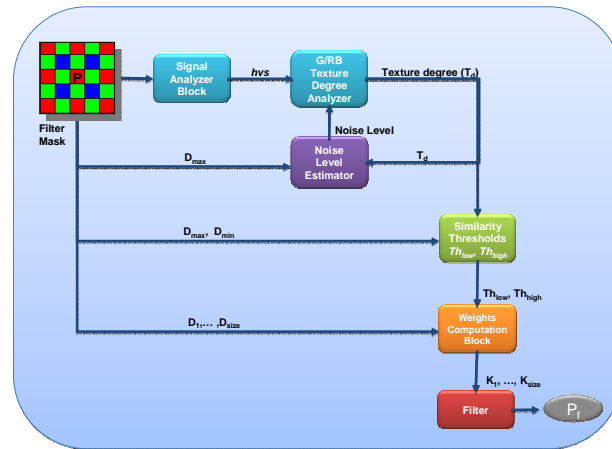 P
Filter
Mask
Signal
Analyzer
Block
hvs
G/RB
Texture
Degree
Analyzer
Texture degree (Td)
Noise Level
Noise
Level
Estimator
Dmax
Td
Dmax, Dmin
Similarity
Thresholds
Thlow, Thhigh
Thlow, Thhigh
D1,… ,Dsize
Weights
Computation
Block
K1, …, Ksize
Filter
Pf